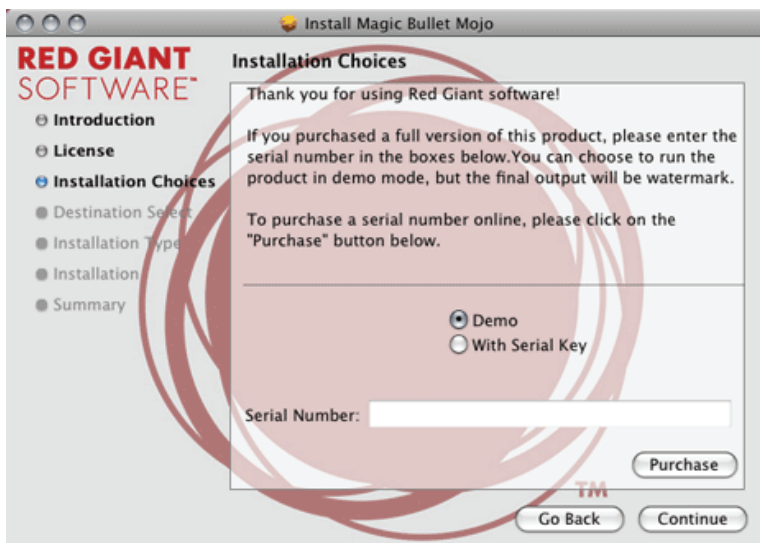 Install Magic Bullet Mojo
RED GIANT
SOFTWARE™
Introduction
License
Installation Choices
Destination Select
Installation Type
Installation
Summary
Installation Choices
Thank you for using Red Giant software!
If you purchased a full version of this product, please enter the
serial number in the boxes below.You can choose to run the
product in demo mode, but the final output will be watermark.
To purchase a serial number online, please click on the
"Purchase" button below.
Demo
With Serial Key
Serial Number:
Purchase
TM
Go Back
Continue